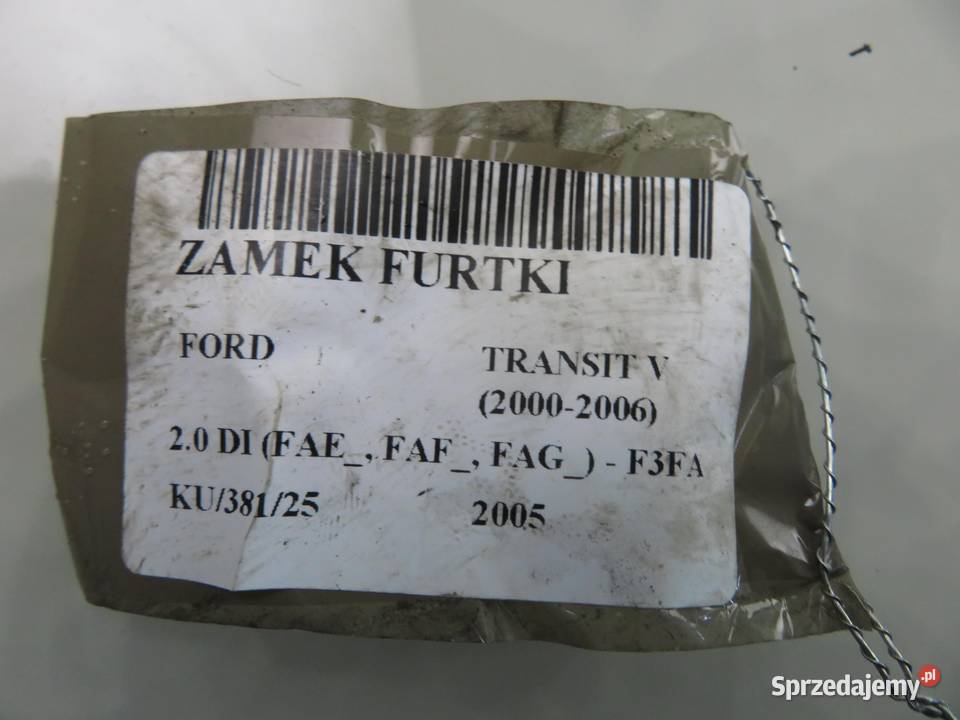 ZAMEK FURTKI
FORD TRANSIT V
(2000-2006)
2.0 DI (FAE_, FAF_, FAG_) - F3FA
KU/381/25 2005
Sprzedajemy.pl